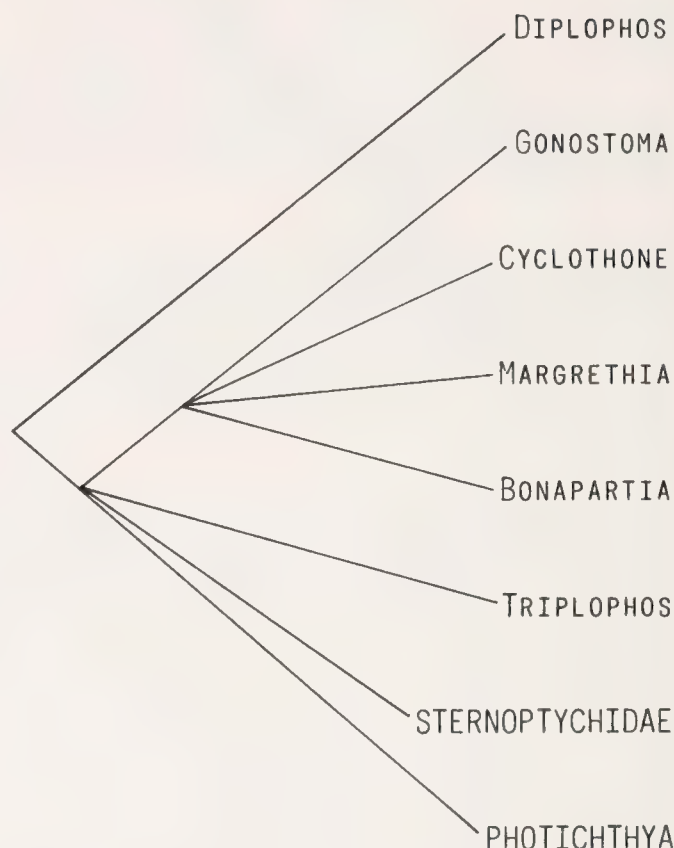 DIPLOPHOS
GONOSTOMA
CYCLOTHONE
MARGRETHIA
BONAPARTIA
TRIPLOPHOS
STERNOPTYCHIDAE
PHOTICHTHYA